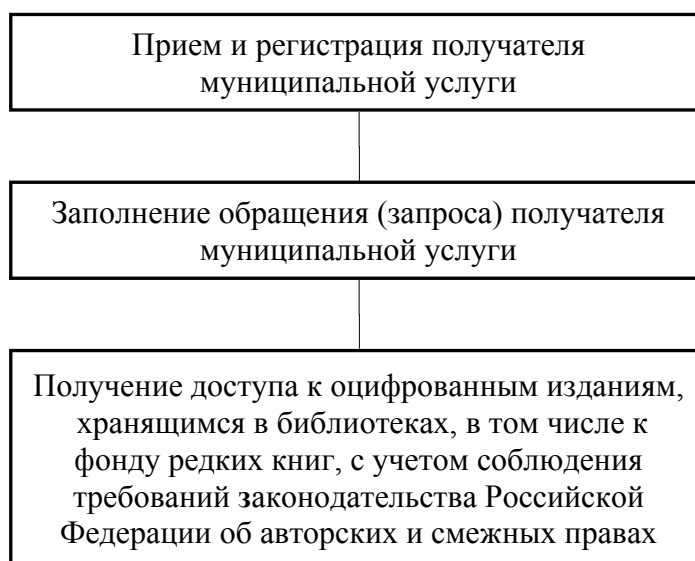 Прием и регистрация получателя
муниципальной услуги
Заполнение обращения (запроса) получателя
муниципальной услуги
Получение доступа к оцифрованным изданиям,
хранящимся в библиотеках, в том числе к
фонду редких книг, с учетом соблюдения
требований законодательства Российской
Федерации об авторских и смежных правах